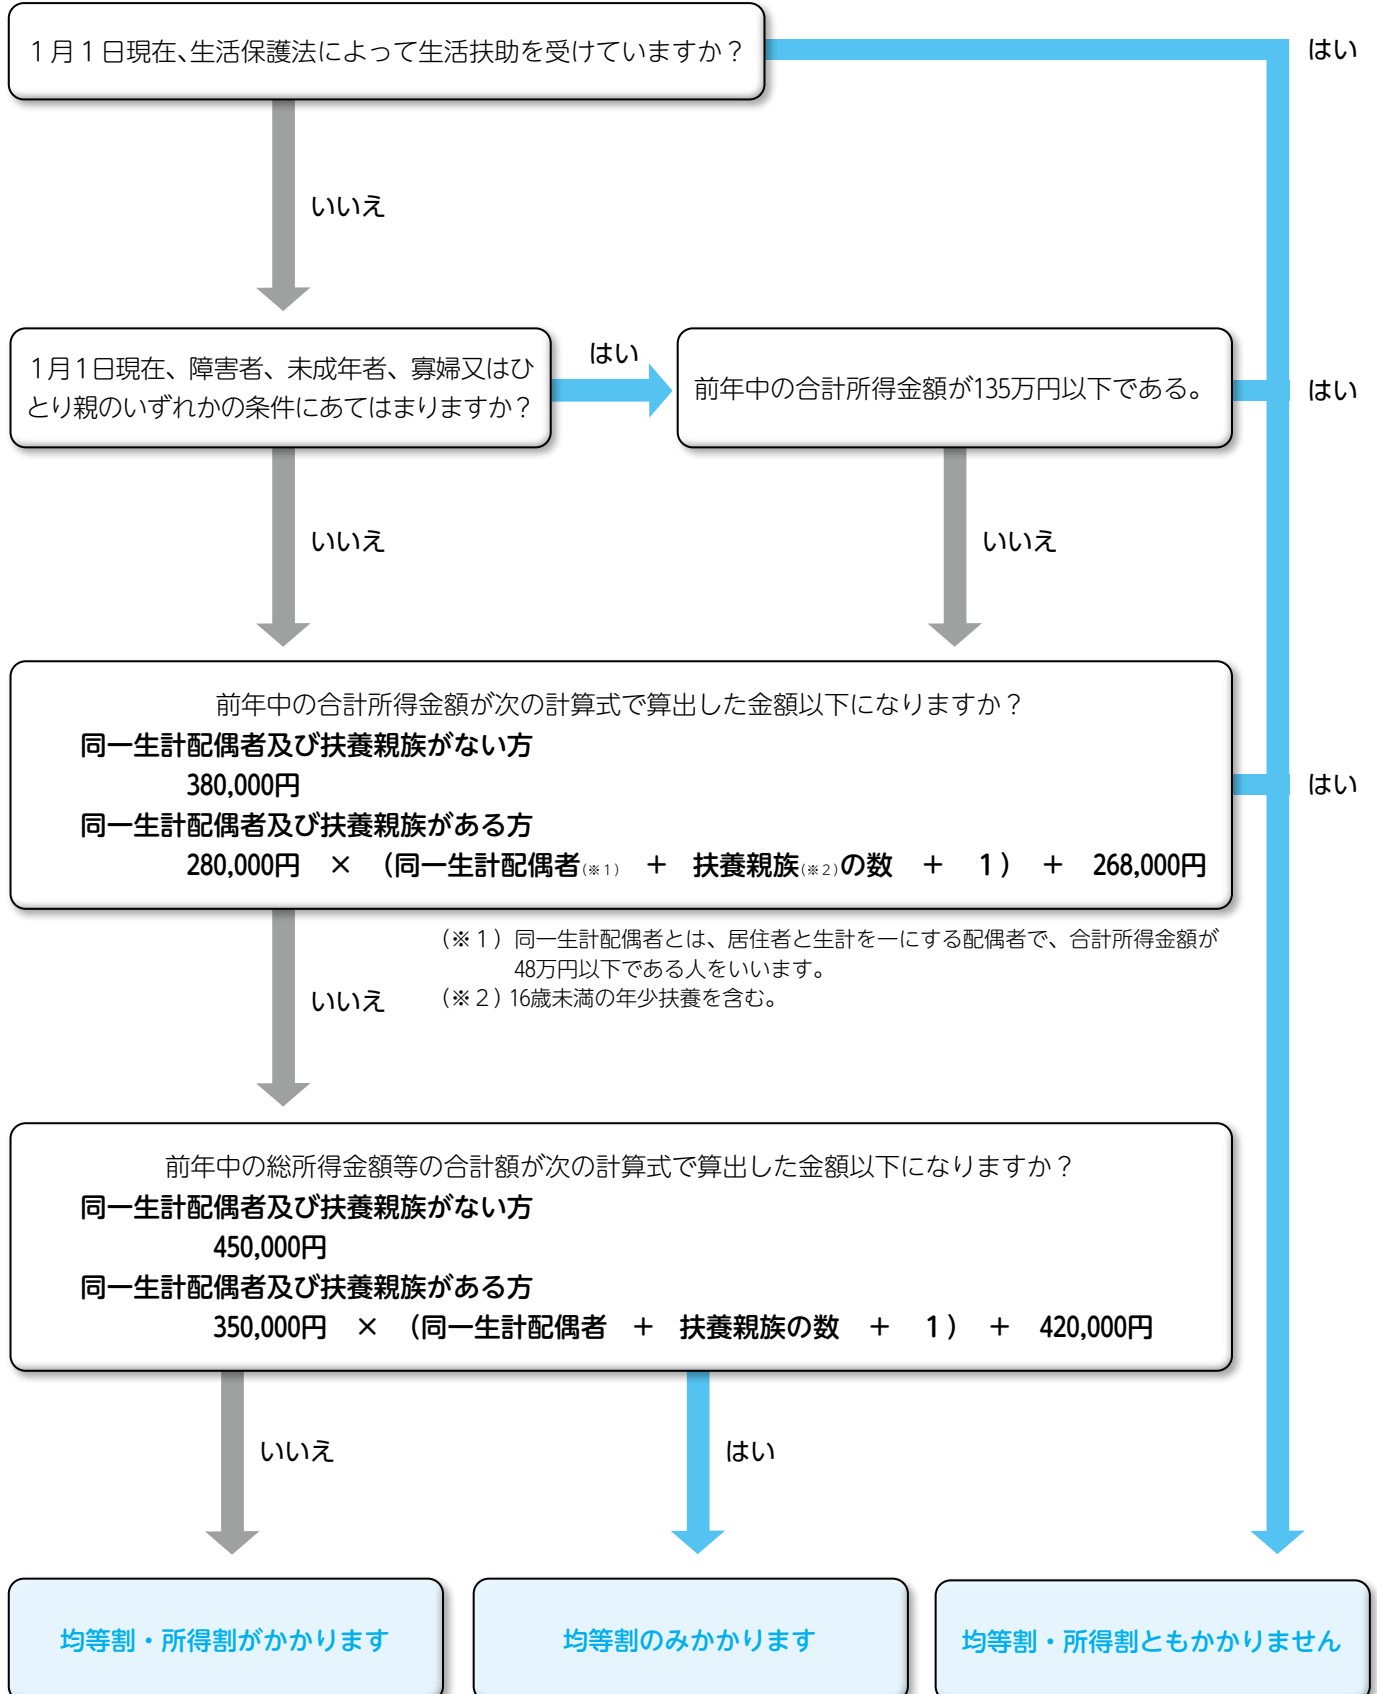 １月１日現在、生活保護法によって生活扶助を受けていますか？
はい
いいえ
１月１日現在、障害者、未成年者、寡婦又はひ
とり親のいずれかの条件にあてはまりますか？
はい
前年中の合計所得金額が135万円以下である。
はい
いいえ
いいえ
前年中の合計所得金額が次の計算式で算出した金額以下になりますか？
同一生計配偶者及び扶養親族がない方
380,000円
同一生計配偶者及び扶養親族がある方
280,000円　×　（同一生計配偶者（※１）　＋　扶養親族（※２）の数　＋　１）　＋　268,000円
はい
（※１）同一生計配偶者とは、居住者と生計を一にする配偶者で、合計所得金額が
48万円以下である人をいいます。
（※２）16歳未満の年少扶養を含む。
いいえ
前年中の総所得金額等の合計額が次の計算式で算出した金額以下になりますか？
同一生計配偶者及び扶養親族がない方
450,000円
同一生計配偶者及び扶養親族がある方
350,000円　×　（同一生計配偶者　＋　扶養親族の数　＋　１）　＋　420,000円
いいえ
はい
均等割・所得割がかかります
均等割のみかかります
均等割・所得割ともかかりません